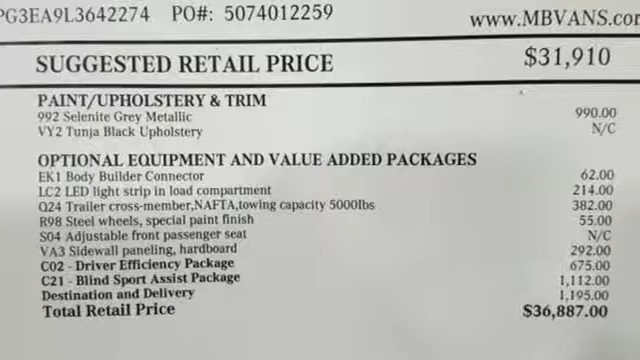 PG3EA9L3642274 PO#: 5074012259
www.MBVANS.com
SUGGESTED RETAIL PRICE $31,910
PAINT/UPHOLSTERY & TRIM
992 Selenite Grey Metallic 990.00
VY2 Tunja Black Upholstery N/C
OPTIONAL EQUIPMENT AND VALUE ADDED PACKAGES
EK1 Body Builder Connector 62.00
LC2 LED light strip in load compartment 214.00
Q24 Trailer cross-member,NAFTA,towing capacity 5000lbs 382.00
R98 Steel wheels, special paint finish 55.00
S04 Adjustable front passenger seat N/C
VA3 Sidewall paneling, hardboard 292.00
C02 - Driver Efficiency Package 675.00
C21 - Blind Sport Assist Package 1,112.00
Destination and Delivery 1,195.00
Total Retail Price $36,887.00